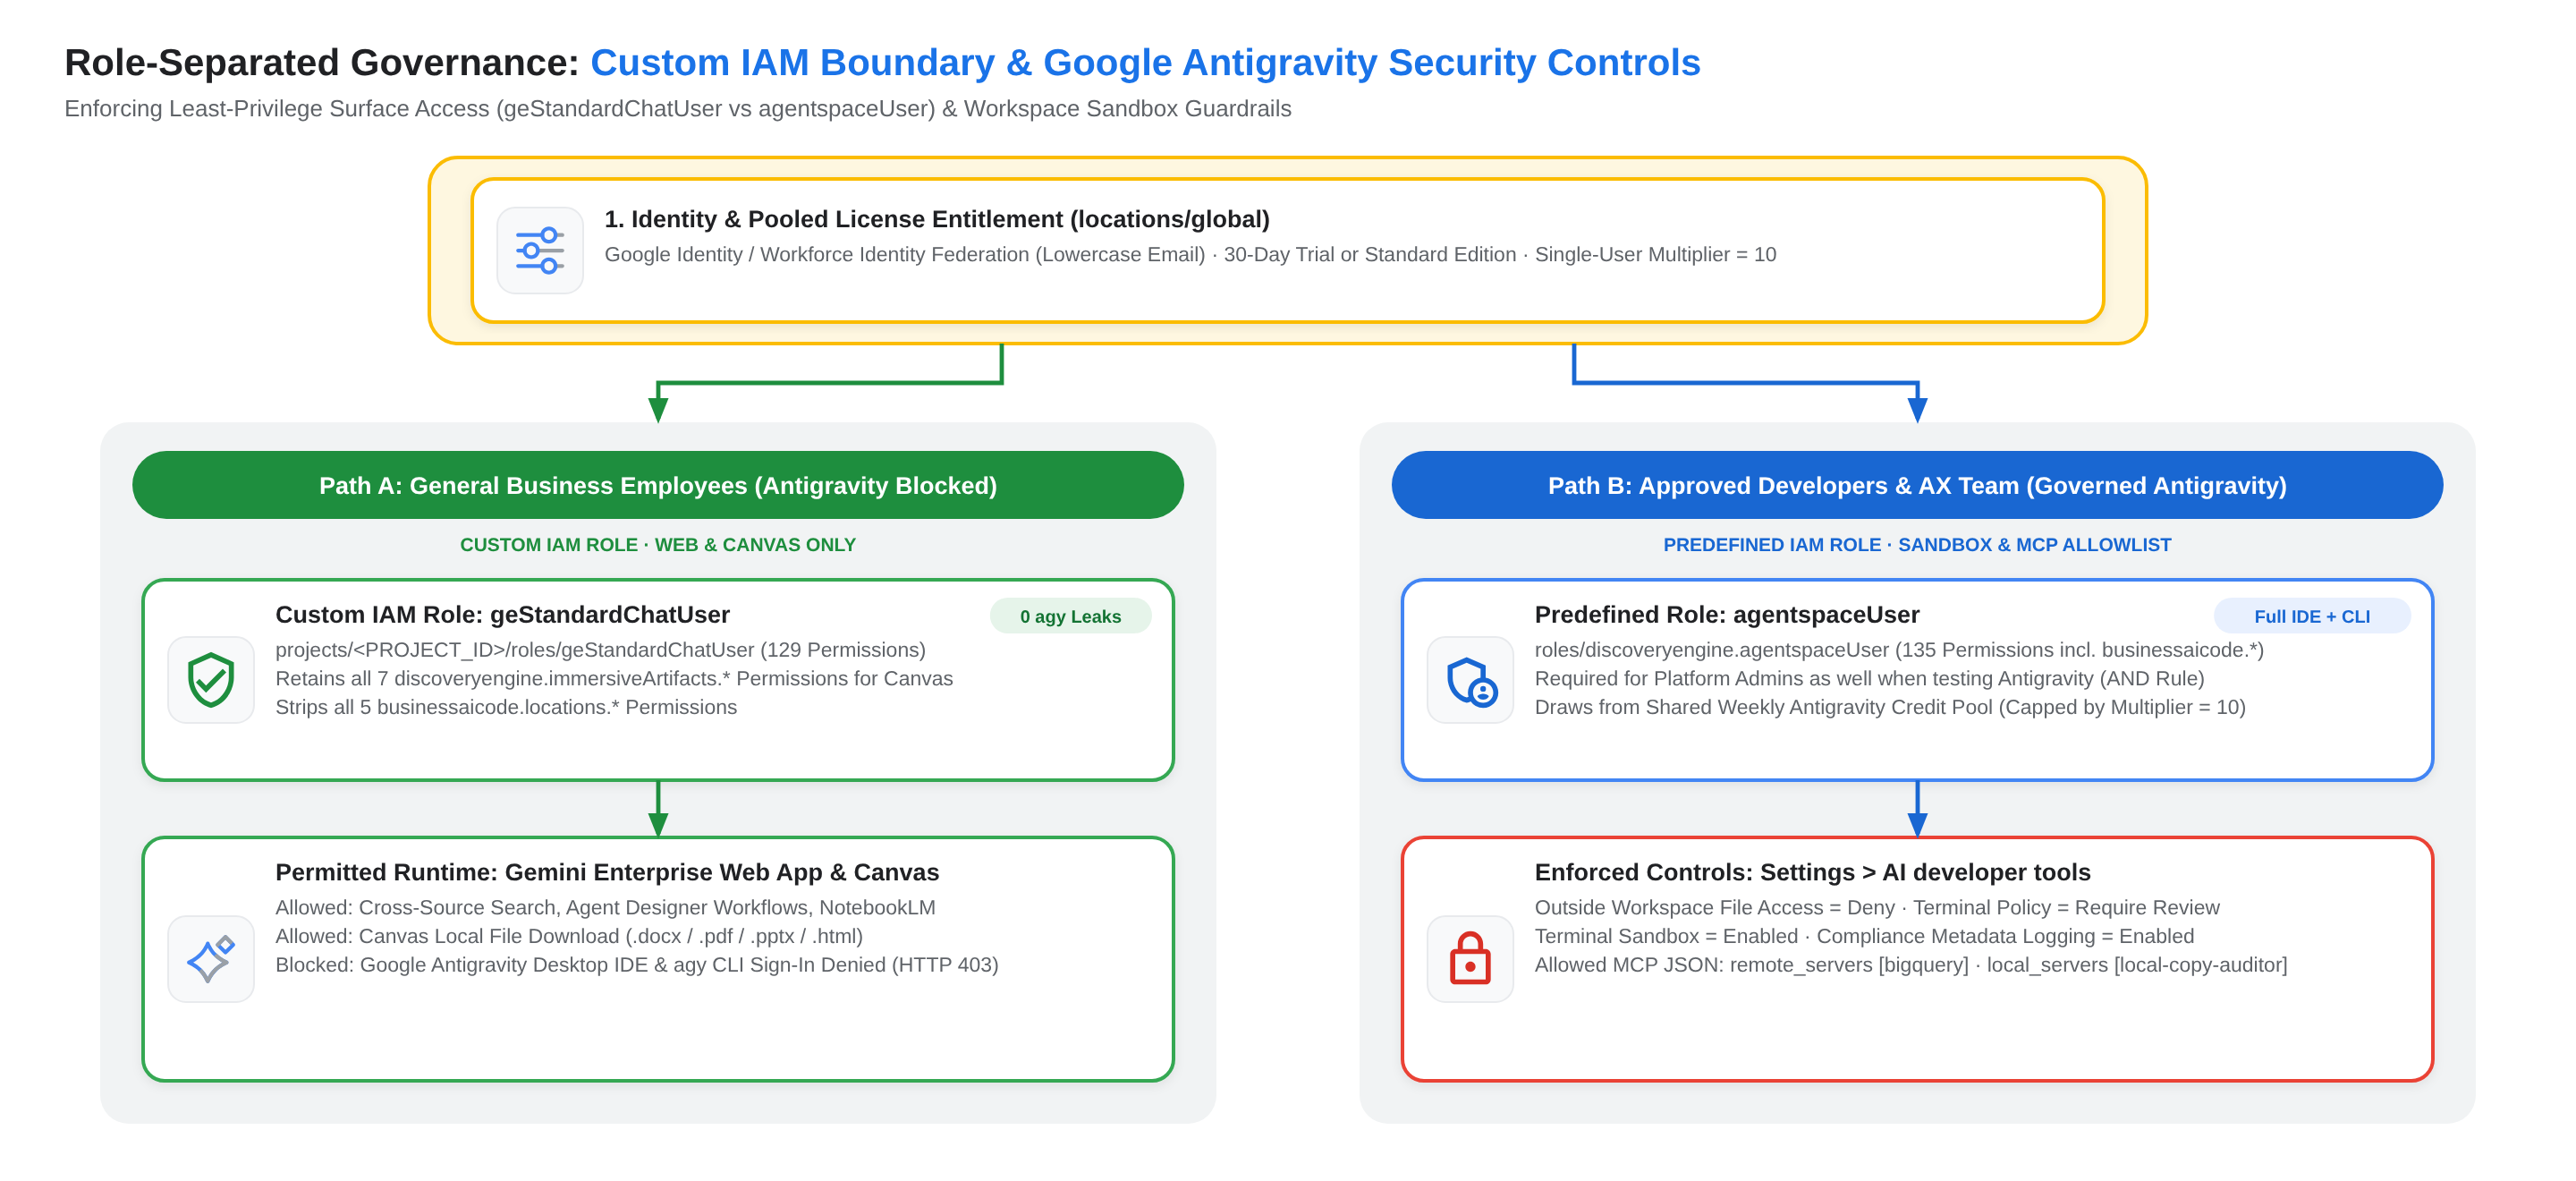 Role-Separated Governance: Custom IAM Boundary & Google Antigravity Security Controls
Enforcing Least-Privilege Surface Access (geStandardChatUser vs agentspaceUser) & Workspace Sandbox Guardrails
1. Identity & Pooled License Entitlement (locations/global)
Google Identity / Workforce Identity Federation (Lowercase Email) · 30-Day Trial or Standard Edition · Single-User Multiplier = 10
Path A: General Business Employees (Antigravity Blocked)
CUSTOM IAM ROLE · WEB & CANVAS ONLY
Custom IAM Role: geStandardChatUser
0 agy Leaks
projects/<PROJECT_ID>/roles/geStandardChatUser (129 Permissions)
Retains all 7 discoveryengine.immersiveArtifacts.* Permissions for Canvas
Strips all 5 businessaicode.locations.* Permissions
Permitted Runtime: Gemini Enterprise Web App & Canvas
Allowed: Cross-Source Search, Agent Designer Workflows, NotebookLM
Allowed: Canvas Local File Download (.docx / .pdf / .pptx / .html)
Blocked: Google Antigravity Desktop IDE & agy CLI Sign-In Denied (HTTP 403)
Path B: Approved Developers & AX Team (Governed Antigravity)
PREDEFINED IAM ROLE · SANDBOX & MCP ALLOWLIST
Predefined Role: agentspaceUser
Full IDE + CLI
roles/discoveryengine.agentspaceUser (135 Permissions incl. businessaicode.*)
Required for Platform Admins as well when testing Antigravity (AND Rule)
Draws from Shared Weekly Antigravity Credit Pool (Capped by Multiplier = 10)
Enforced Controls: Settings > AI developer tools
Outside Workspace File Access = Deny · Terminal Policy = Require Review
Terminal Sandbox = Enabled · Compliance Metadata Logging = Enabled
Allowed MCP JSON: remote_servers [bigquery] · local_servers [local-copy-auditor]